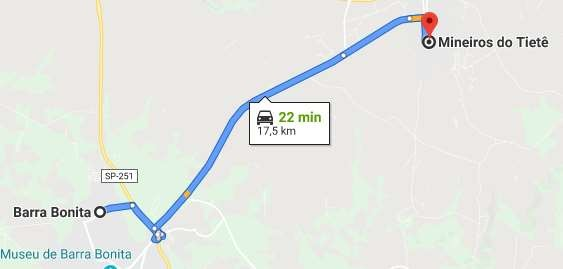 Mineiros do Tietê
22 min
17,5 km
SP-251
Barra Bonita
Museu de Barra Bonita